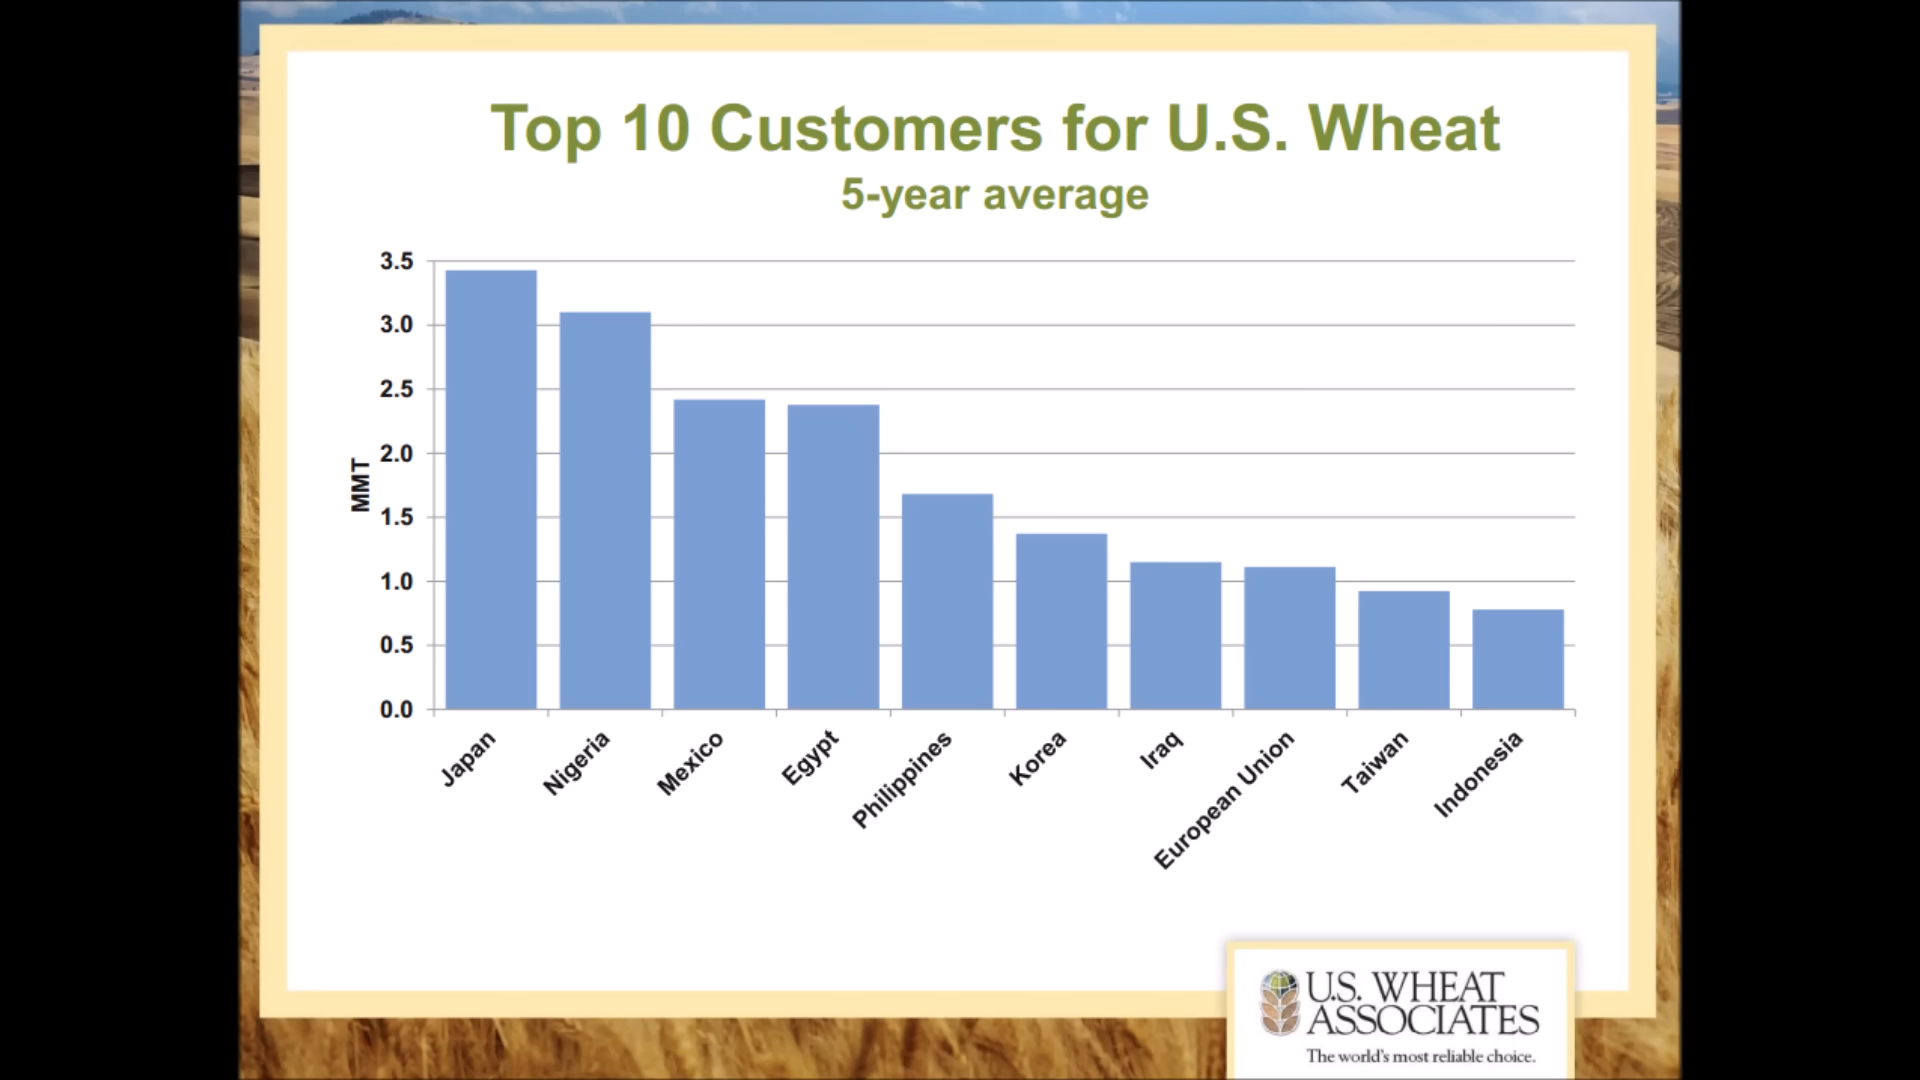 Top 10 Customers for U.S. Wheat
5-year average
3.5
3.0
2.5
2.0
1.5
1.0
0.5
0.0
MMT
Japan
Nigeria
Mexico
Egypt
Philippines
Korea
Iraq
European Union
Taiwan
Indonesia
U.S. WHEAT
ASSOCIATES
The world's most reliable choice.